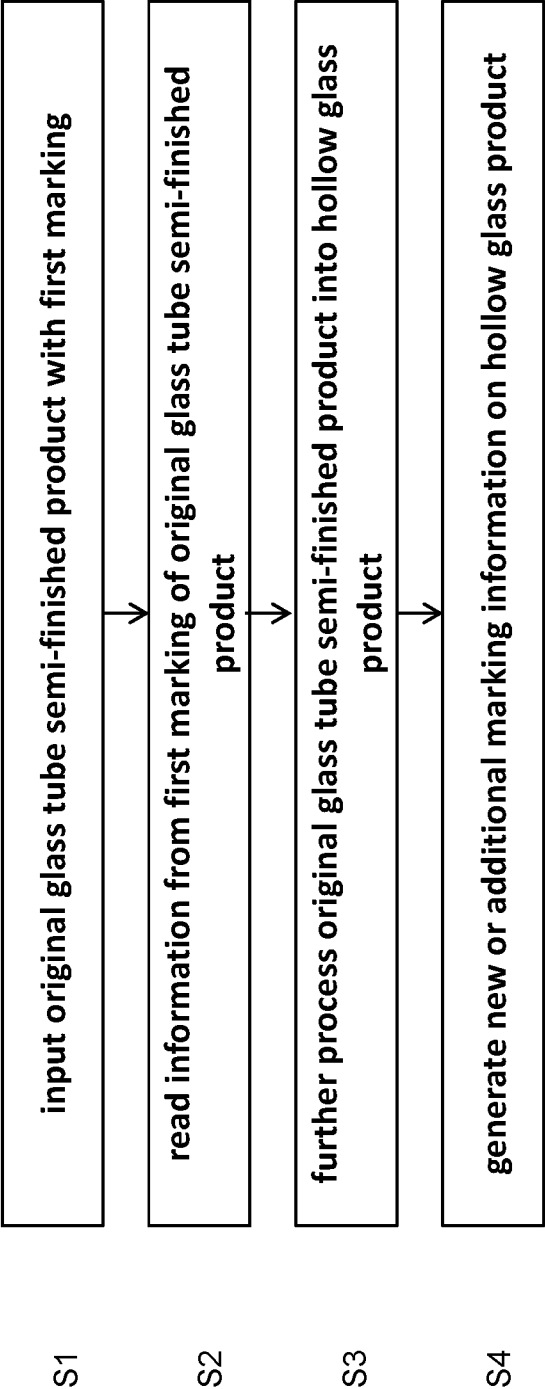 S1
input original glass tube semi-finished product with first marking
S2
read information from first marking of original glass tube semi-finished
product
S3
further process original glass tube semi-finished product into hollow glass
product
S4
generate new or additional marking information on hollow glass product